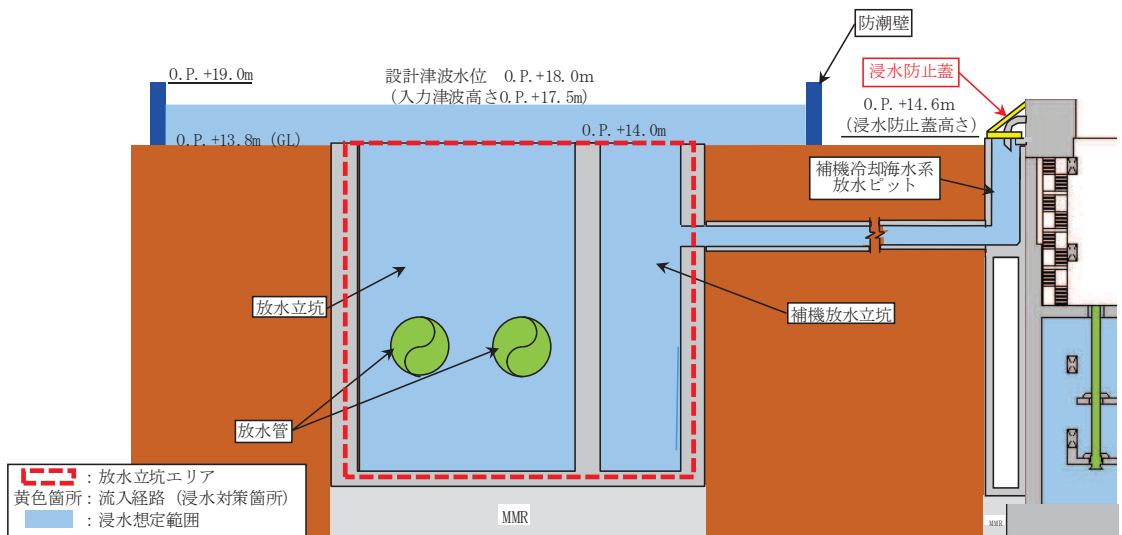 防潮壁
O.P.+19.0m
設計津波水位 O.P.+18.0m
(入力津波高さO.P.+17.5m)
浸水防止蓋
O.P.+14.6m
(浸水防止蓋高さ)
O.P.+13.8m (GL)
O.P.+14.0m
補機冷却海水系
放水ピット
放水立坑
補機放水立坑
放水管
：放水立坑エリア
黄色箇所：流入経路（浸水対策箇所）
：浸水想定範囲
MMR
MMR